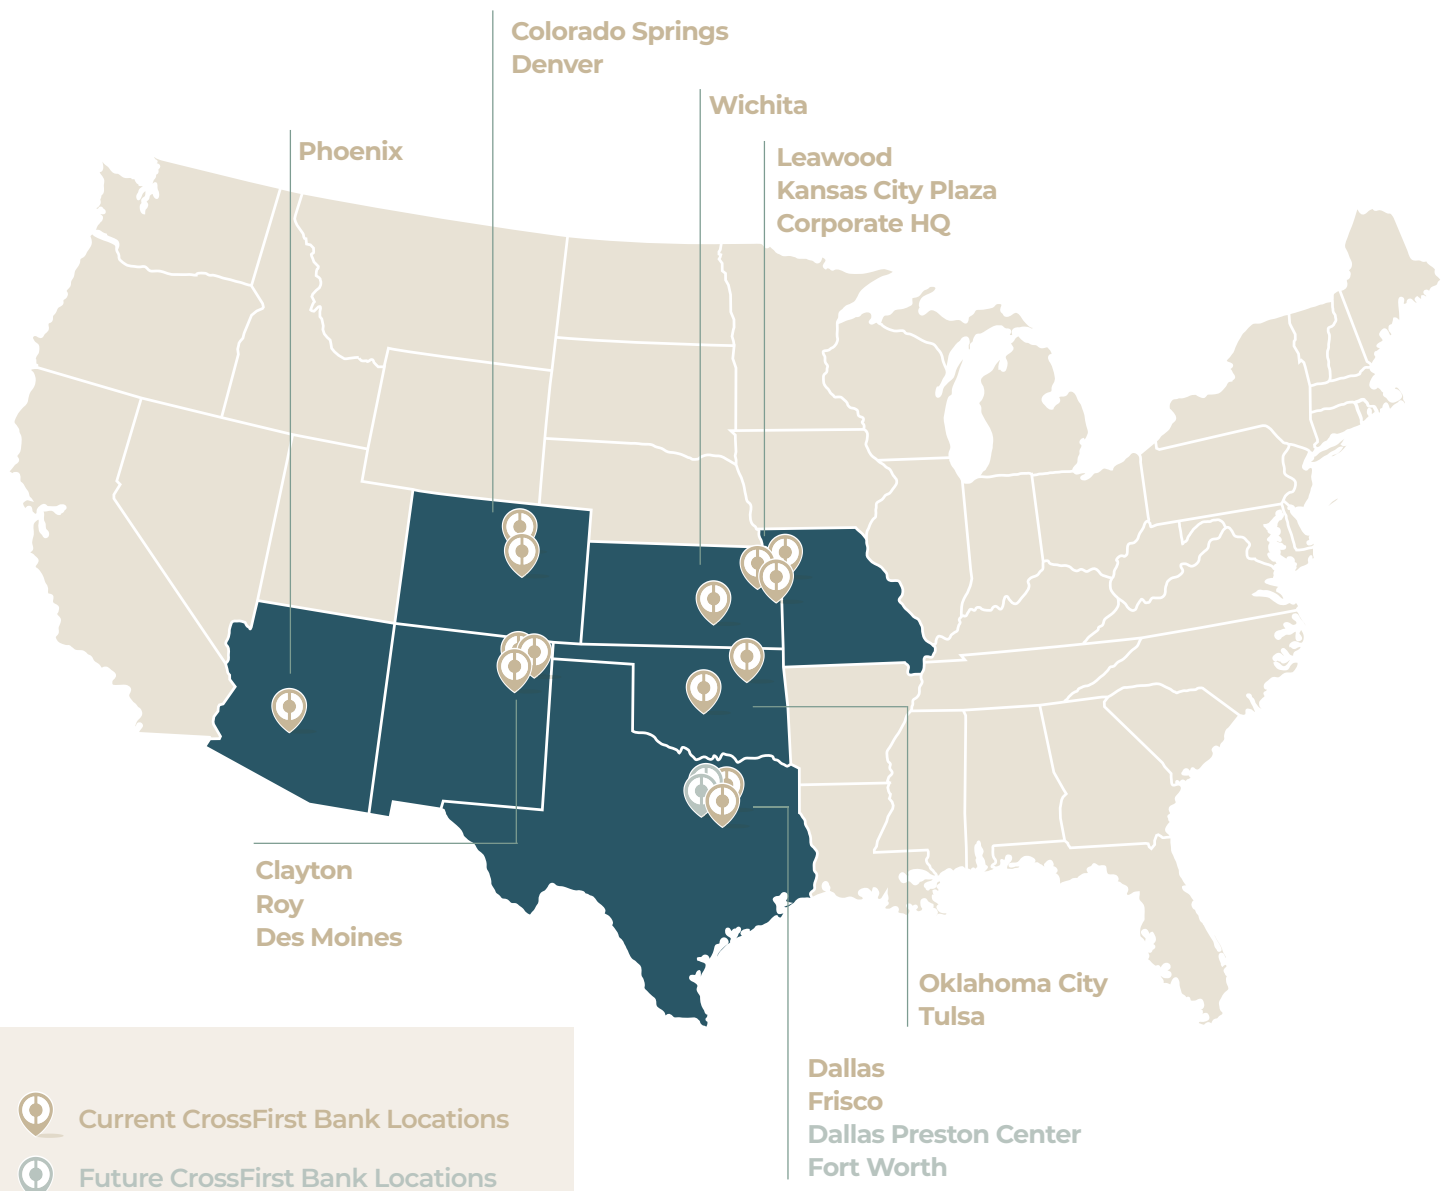 Colorado Springs
Denver
Wichita
Phoenix
Leawood
Kansas City Plaza
Corporate HQ
Clayton
Roy
Des Moines
Oklahoma City
Tulsa
Dallas
Frisco
Dallas Preston Center
Fort Worth
Current CrossFirst Bank Locations
Future CrossFirst Bank Locations